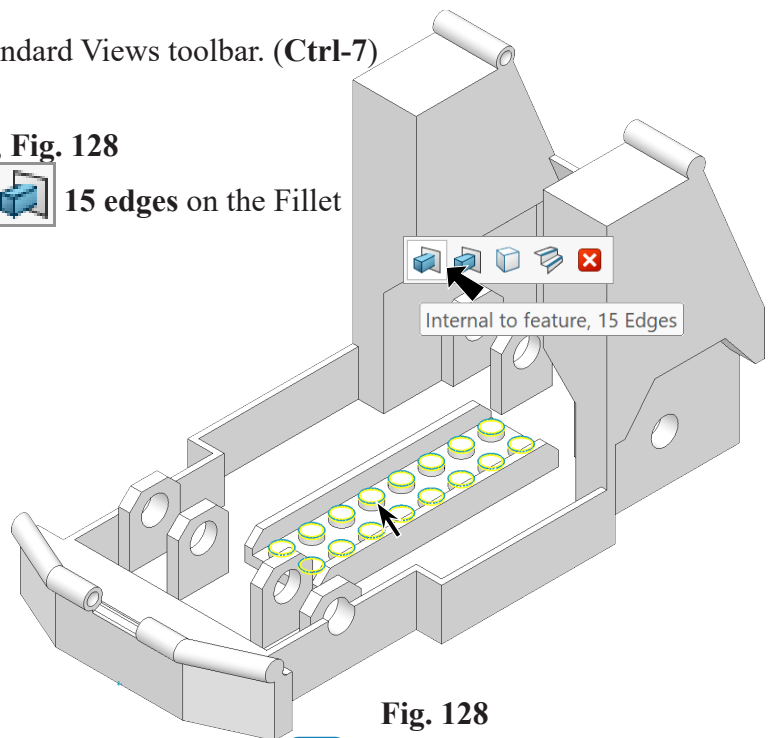 ndard Views toolbar. (Ctrl-7)
Fig. 128
15 edges on the Fillet
Internal to feature, 15 Edges
Fig. 128